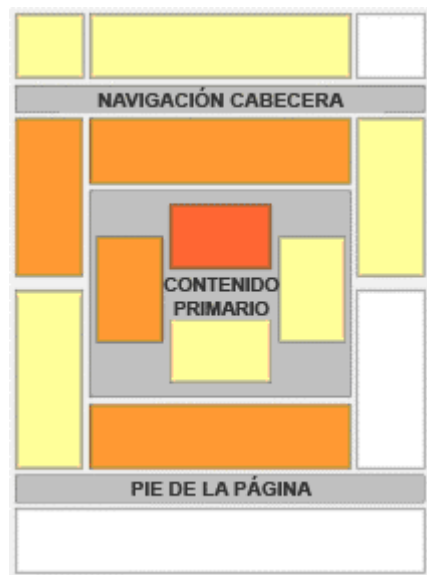 NAVIGACIÓN CABECERA
CONTENIDO
PRIMARIO
PIE DE LA PÁGINA